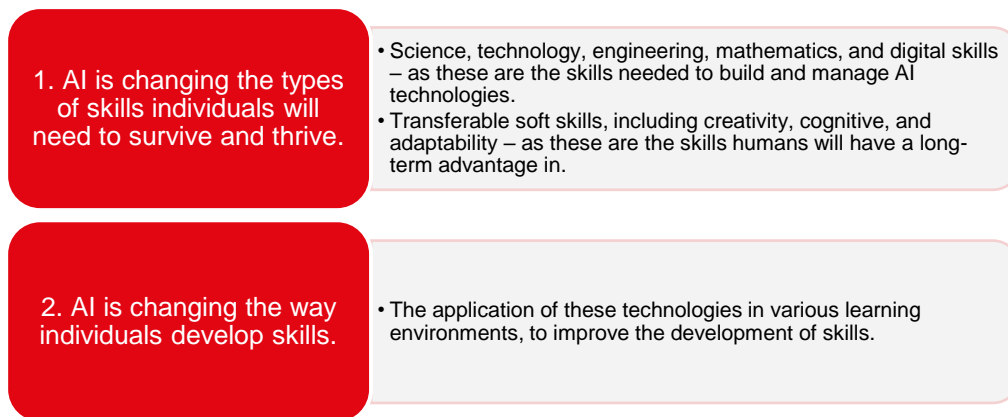 1. AI is changing the types
of skills individuals will
need to survive and thrive.
• Science, technology, engineering, mathematics, and digital skills
– as these are the skills needed to build and manage AI
technologies.
• Transferable soft skills, including creativity, cognitive, and
adaptability – as these are the skills humans will have a long-
term advantage in.
2. AI is changing the way
individuals develop skills.
• The application of these technologies in various learning
environments, to improve the development of skills.